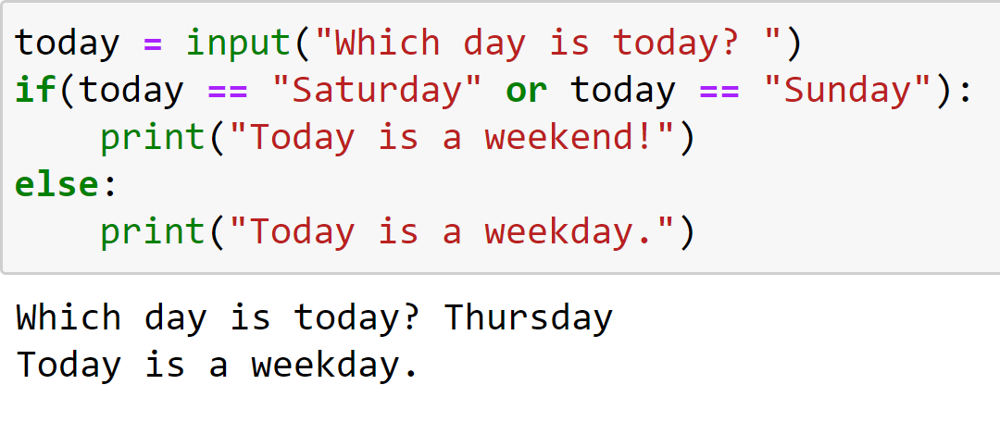 today = input("Which day is today? ")
if(today == "Saturday" or today == "Sunday"):
    print("Today is a weekend!")
else:
    print("Today is a weekday.")
Which day is today? Thursday
Today is a weekday.